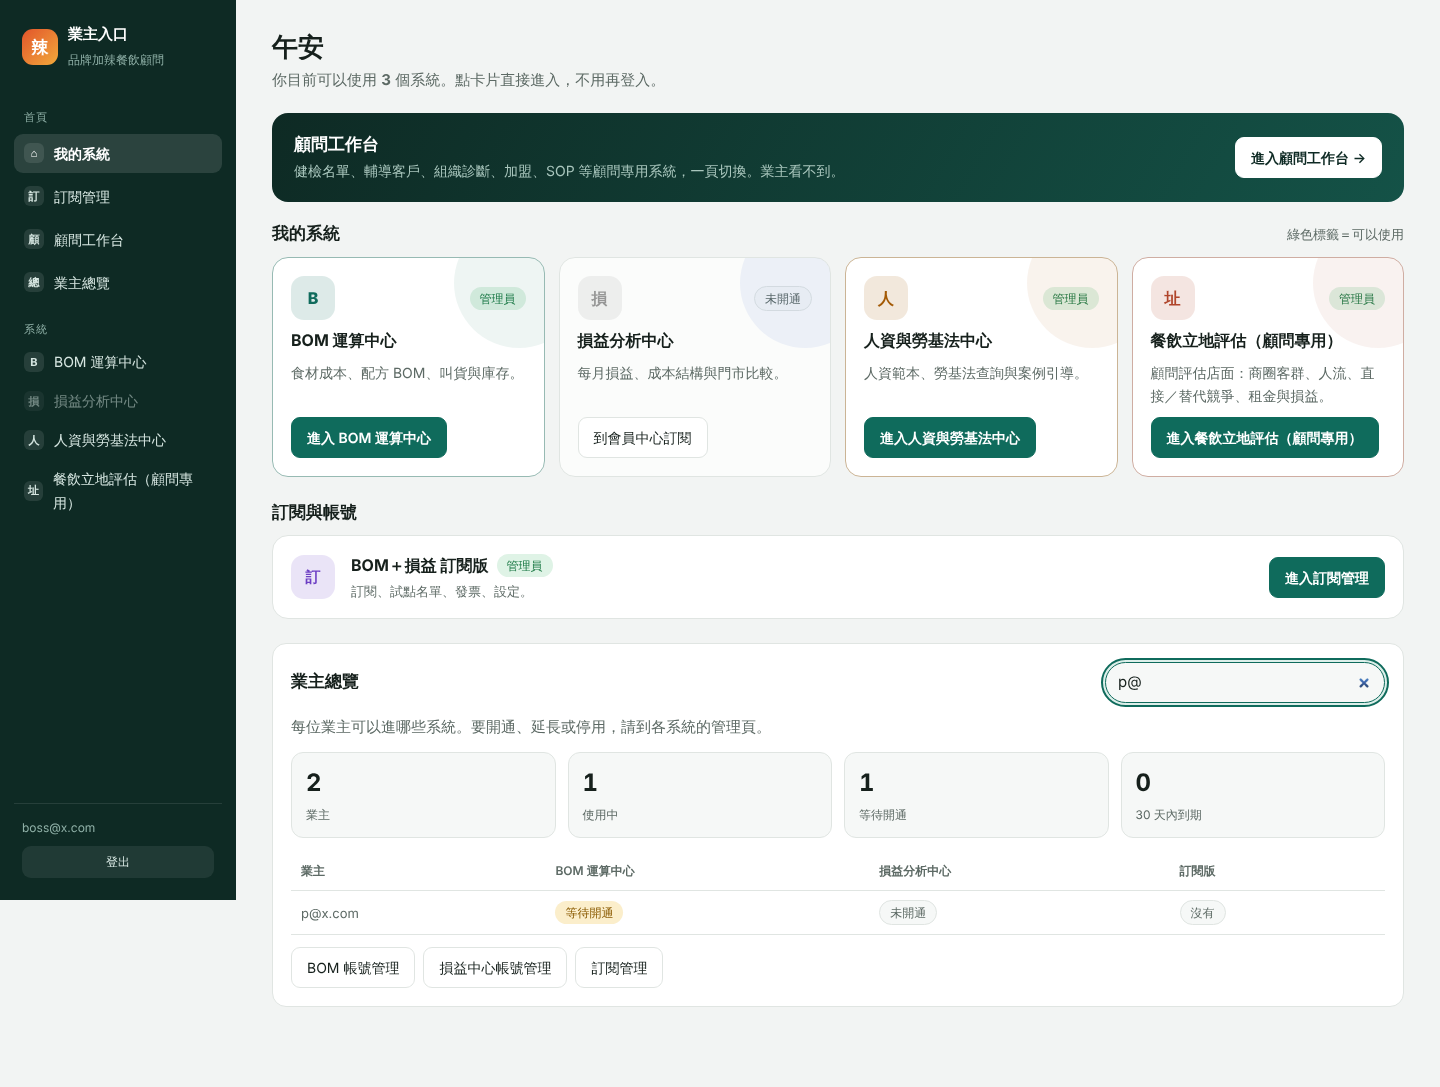 辣
業主入口
品牌加辣餐飲顧問
首頁
⌂ 我的系統
訂 訂閱管理
顧 顧問工作台
總 業主總覽
系統
B BOM 運算中心
損 損益分析中心
人 人資與勞基法中心
址 餐飲立地評估（顧問專
用）
boss@x.com
登出
午安
你目前可以使用 3 個系統。點卡片直接進入，不用再登入。
顧問工作台
健檢名單、輔導客戶、組織診斷、加盟、SOP 等顧問專用系統，一頁切換。業主看不到。
進入顧問工作台 →
我的系統
綠色標籤＝可以使用
B
管理員
BOM 運算中心
食材成本、配方 BOM、叫貨與庫存。
進入 BOM 運算中心
損
未開通
損益分析中心
每月損益、成本結構與門市比較。
到會員中心訂閱
人
管理員
人資與勞基法中心
人資範本、勞基法查詢與案例引導。
進入人資與勞基法中心
址
管理員
餐飲立地評估（顧問專用）
顧問評估店面：商圈客群、人流、直
接／替代競爭、租金與損益。
進入餐飲立地評估（顧問專用）
訂閱與帳號
訂
BOM＋損益 訂閱版 管理員
訂閱、試點名單、發票、設定。
進入訂閱管理
業主總覽
p@
每位業主可以進哪些系統。要開通、延長或停用，請到各系統的管理頁。
2
業主
1
使用中
1
等待開通
0
30 天內到期
業主 BOM 運算中心 損益分析中心 訂閱版
p@x.com 等待開通 未開通 沒有
BOM 帳號管理
損益中心帳號管理
訂閱管理